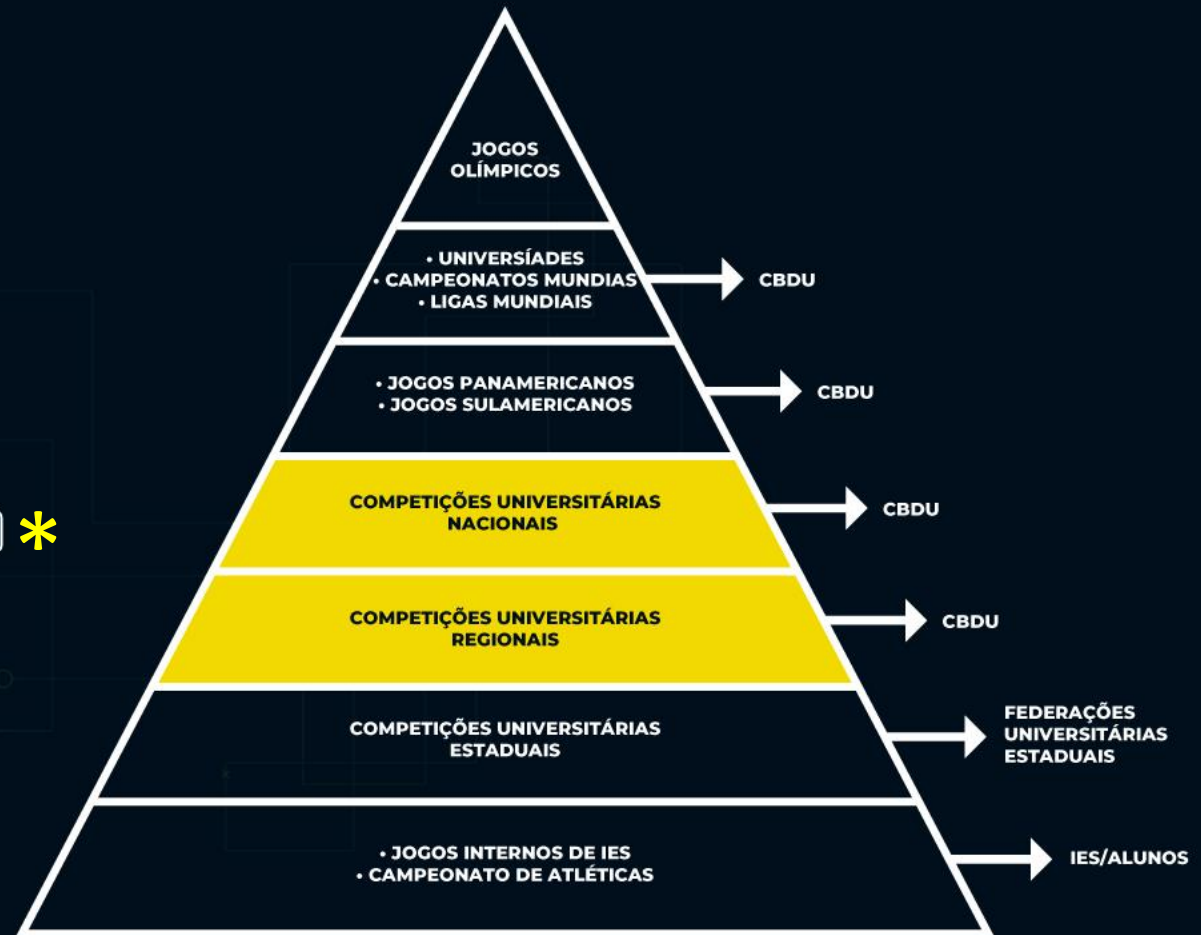 JOGOS
OLÍMPICOS
• UNIVERSÍADES
• CAMPEONATOS MUNDIAS
• LIGAS MUNDIAIS
CBDU
• JOGOS PANAMERICANOS
• JOGOS SULAMERICANOS
CBDU
COMPETIÇÕES UNIVERSITÁRIAS
NACIONAIS
CBDU
*
COMPETIÇÕES UNIVERSITÁRIAS
REGIONAIS
CBDU
COMPETIÇÕES UNIVERSITÁRIAS
ESTADUAIS
FEDERAÇÕES
UNIVERSITÁRIAS
ESTADUAIS
• JOGOS INTERNOS DE IES
• CAMPEONATO DE ATLÉTICAS
IES/ALUNOS